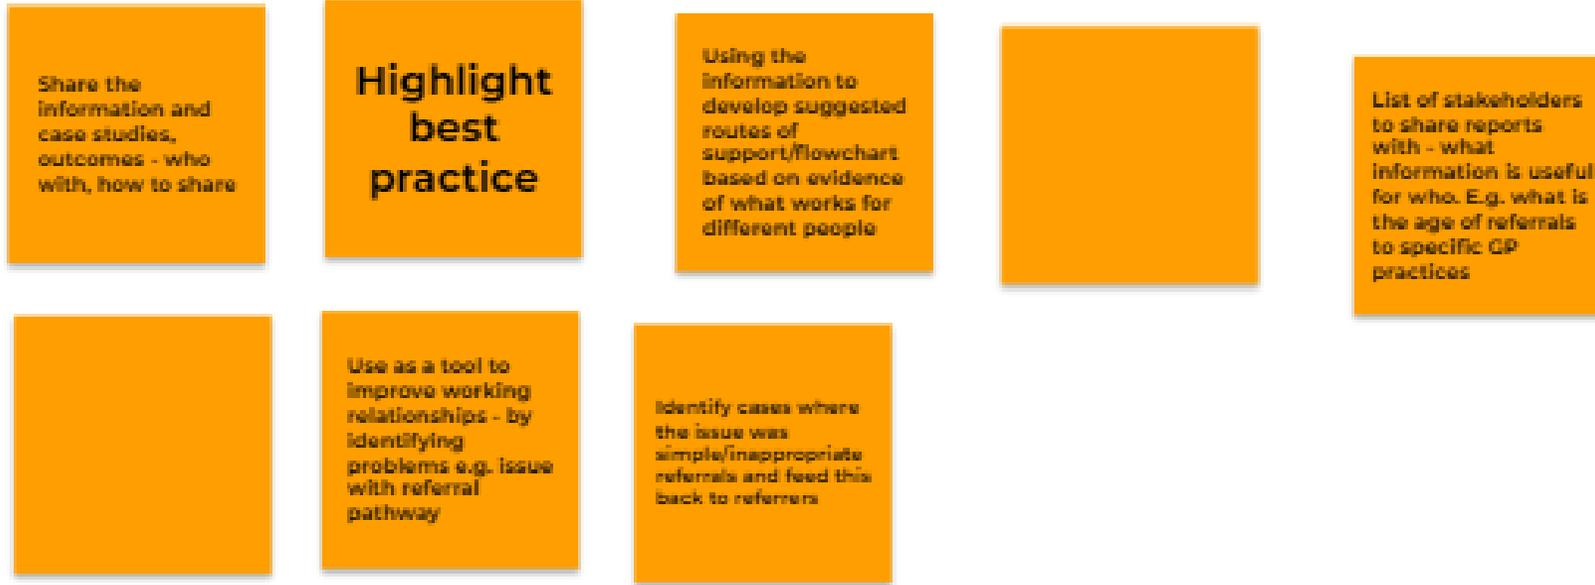 Share the
information and
case studies,
outcomes - who
with, how to share
Highlight
best
practice
Using the
information to
develop suggested
routes of
support/flowchart
based on evidence
of what works for
different people
List of stakeholders
to share reports
with - what
information is useful
for who. E.g. what is
the age of referrals
to specific GP
practices
Use as a tool to
improve working
relationships - by
identifying
problems e.g. issue
with referral
pathway
Identify cases where
the issue was
simple/inappropriate
referrals and feed this
back to referrers